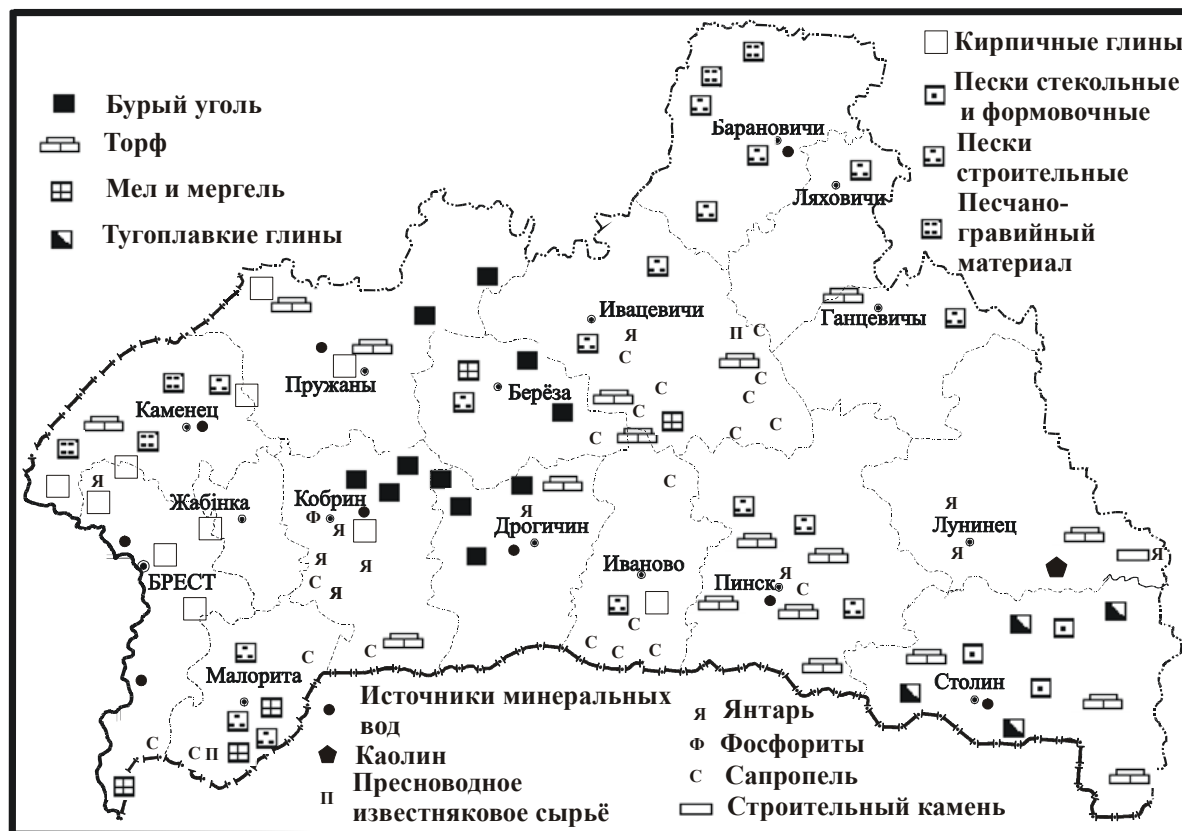 Бурый уголь
Торф
Мел и мергель
Тугоплавкие глины
Кирпичные глины
Пески стекольные
и формовочные
Пески
строительные
Песчано-
гравийный
материал
Барановичи
Ляховичи
Ивацевичи
Ганцевичы
Я
П
С
С
Пружаны
Берёза
С
С
С
С
С
С
С
Каменец
Я
С
Жабінка
Кобрин
Ф
Я
Я
Дрогичин
Я
Лунинец
Я
Я
БРЕСТ
Я
Я
С
Я
Иваново
Пинск
Я
С
С
С
С
С
С
С
Малорита
Столин
С
С
П
Источники минеральных
вод
Каолин
П
Пресноводное
известняковое сырьё
Я
Янтарь
Ф
Фосфориты
С
Сапропель
Строительный камень